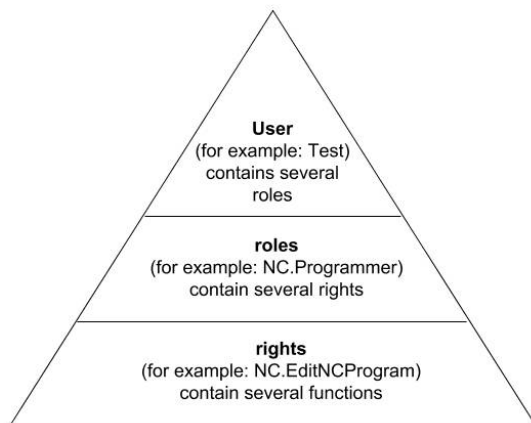 User
(for example: Test)
contains several
roles
roles
(for example: NC.Programmer)
contain several rights
rights
(for example: NC.EditNCProgram)
contain several functions